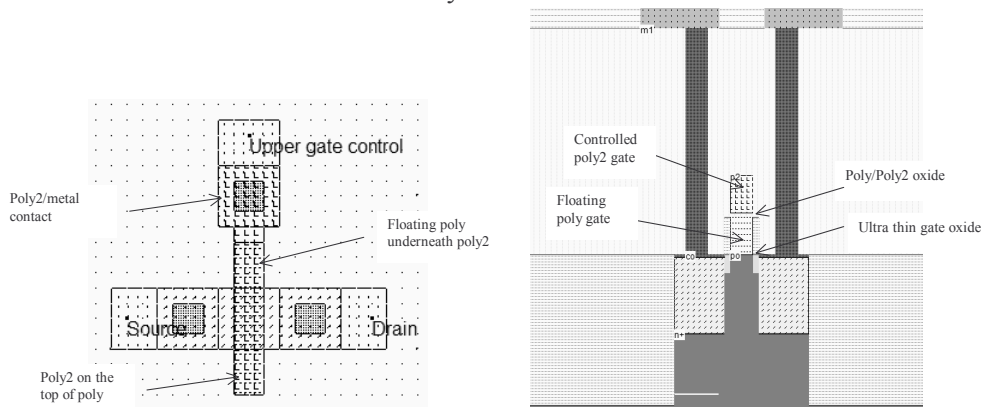 Upper gate control
Poly2/metal
contact
Floating poly
underneath poly2
Source
Drain
Poly2 on the
top of poly
m1
Controlled
poly2 gate
p2
Poly/Poly2 oxide
Floating
poly gate
Ultra thin gate oxide
co
po
n+